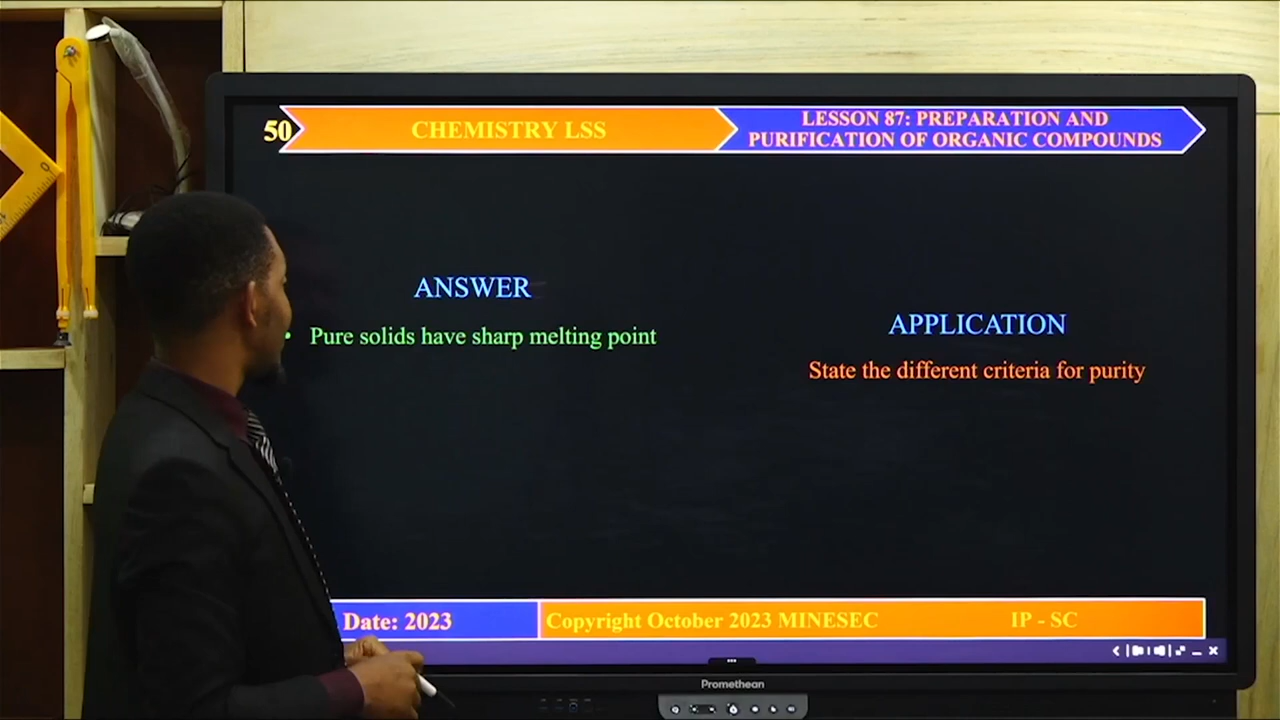 50
CHEMISTRY LSS
LESSON 87: PREPARATION AND
PURIFICATION OF ORGANIC COMPOUNDS
ANSWER
• Pure solids have sharp melting point
APPLICATION
State the different criteria for purity
Date: 2023
Copyright October 2023 MINESEC
IP - SC
Promethean